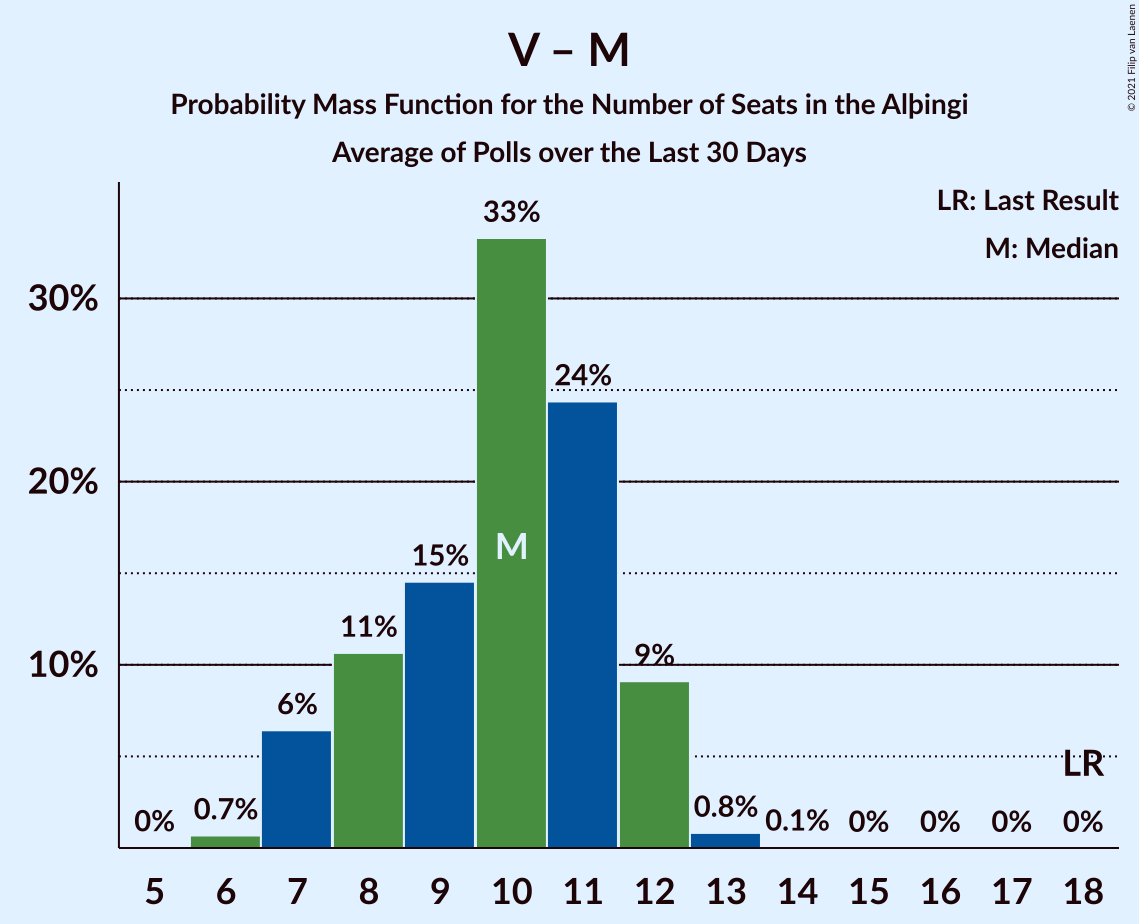 V – M
Probability Mass Function for the Number of Seats in the Alþingi
Average of Polls over the Last 30 Days
© 2021 Filip van Laenen
LR: Last Result
M: Median
30%
20%
10%
0%
0.7%
6%
11%
15%
33%
24%
9%
0.8%
0.1%
0%
0%
0%
0%
M
LR
5 6 7 8 9 10 11 12 13 14 15 16 17 18